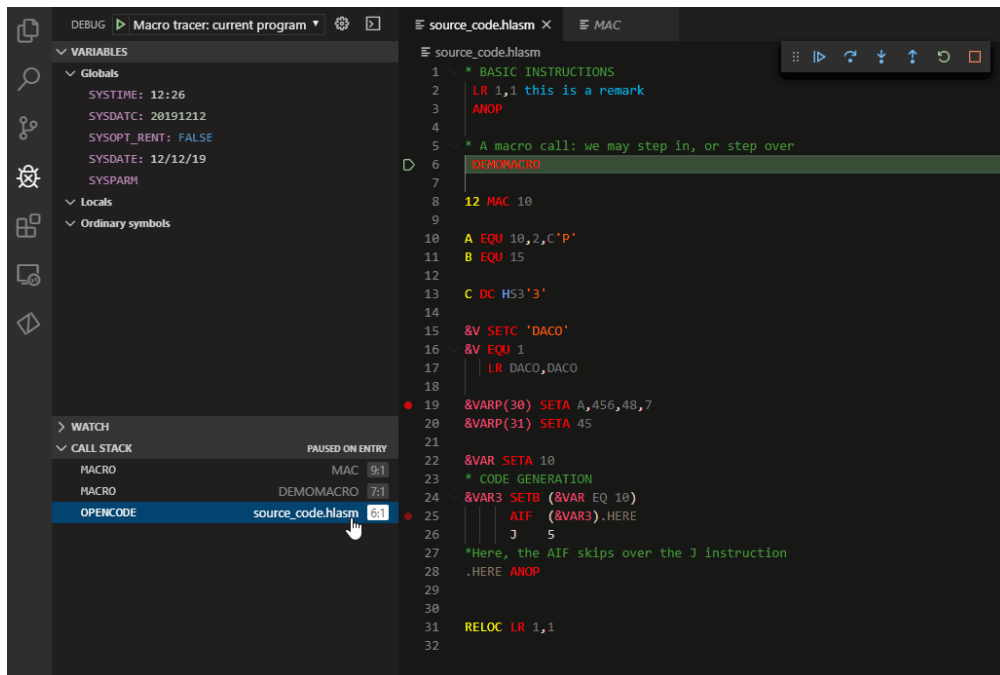 DEBUG Macro tracer: current program
VARIABLES
Globals
SYSTIME: 12:26
SYSDATC: 20191212
SYSOPT_RENT: FALSE
SYSDATE: 12/12/19
SYSPARM
Locals
Ordinary symbols
WATCH
CALL STACK PAUSED ON ENTRY
MACRO MAC 9:1
MACRO DEMOMACRO 7:1
OPENCODE source_code.hlasm 6:1
source_code.hlasm MAC
source_code.hlasm
1 * BASIC INSTRUCTIONS
2 LR 1,1 this is a remark
3 ANOP
4
5 * A macro call: we may step in, or step over
6 DEMOMACRO
7
8 12 MAC 10
9
10 A EQU 10,2,C'P'
11 B EQU 15
12
13 C DC HS3'3'
14
15 &V SETC 'DACO'
16 &V EQU 1
17 LR DACO,DACO
18
19 &VARP(30) SETA A,456,48,7
20 &VARP(31) SETA 45
21
22 &VAR SETA 10
23 * CODE GENERATION
24 &VAR3 SETB (&VAR EQ 10)
25 AIF (&VAR3).HERE
26 J 5
27 *Here, the AIF skips over the J instruction
28 .HERE ANOP
29
30
31 RELOC LR 1,1
32